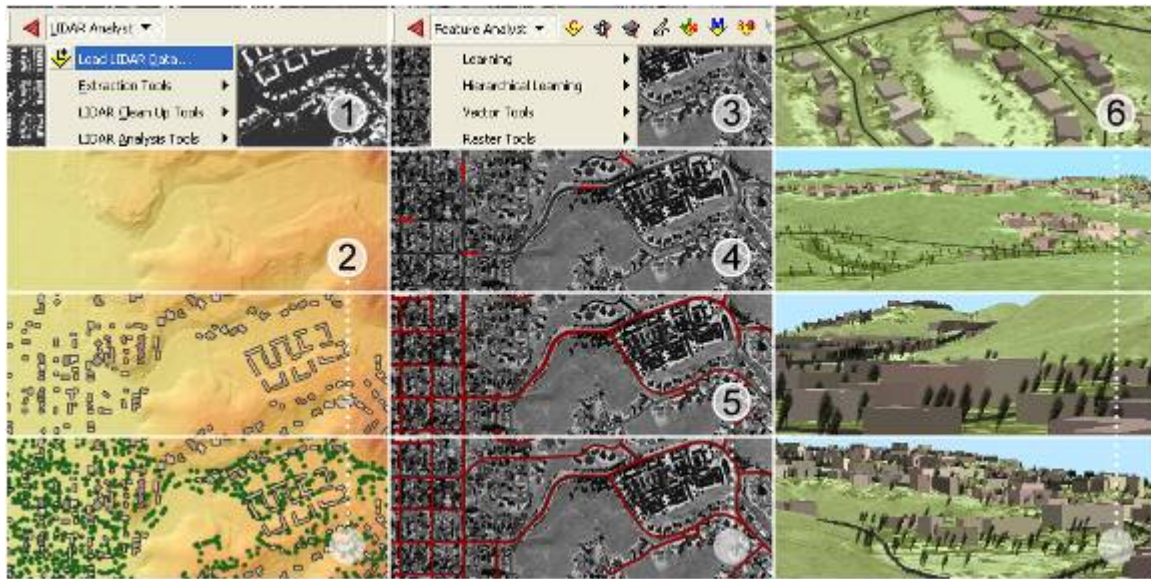 LIDAR Analyst
Load LIDAR Data...
Extraction Tools
LIDAR Clean Up Tools
LIDAR Analysis Tools
1
2
Feature Analyst
Learning
Hierarchical Learning
Vector Tools
Raster Tools
3
4
5
6